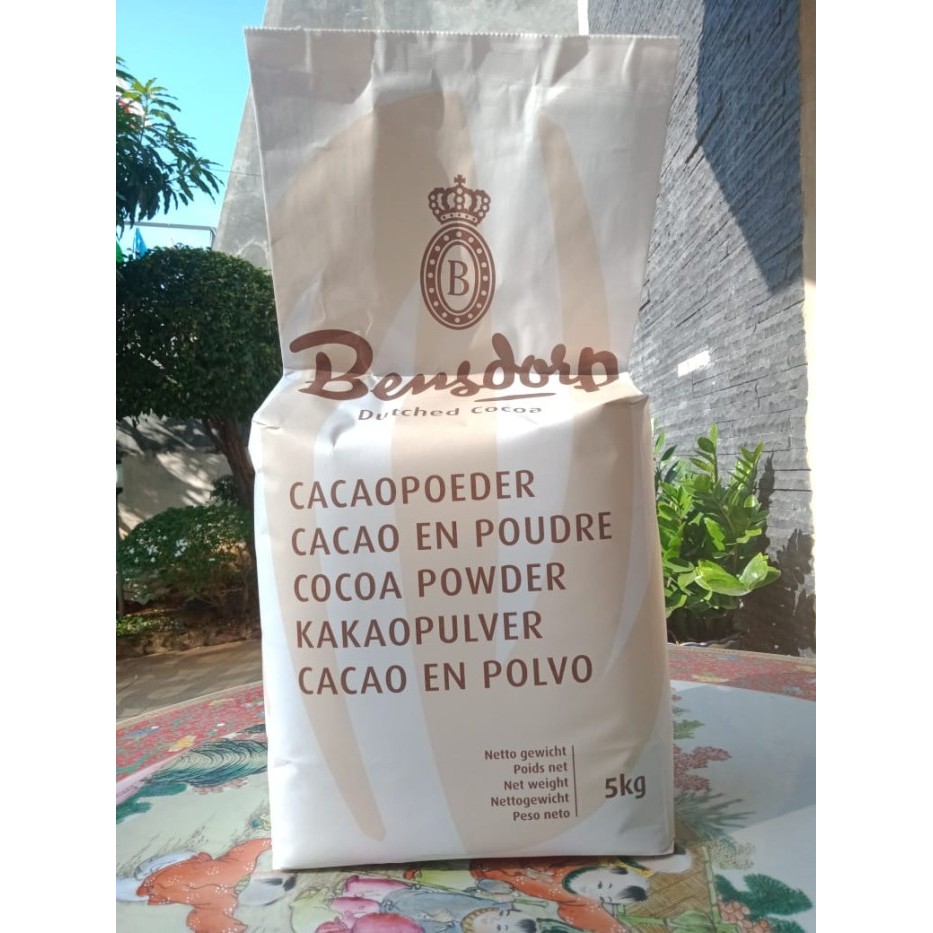 B
Bensdorp
Dutched Cocoa
CACAOPOEDER
CACAO EN POUDRE
COCOA POWDER
KAKAOPULVER
CACAO EN POLVO
Netto gewicht
Poids net
Net weight
Nettogewicht
Peso neto
5kg